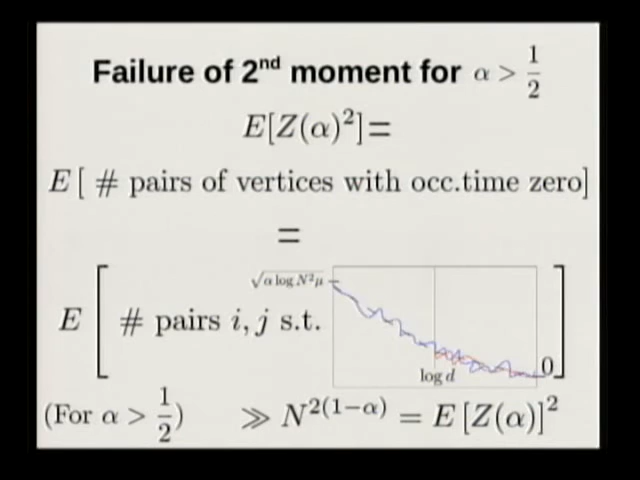 Failure of 2nd moment for α > 1/2
E[Z(α)²]=
E [ # pairs of vertices with occ.time zero]
=
√α log N²μ
E [ # pairs i, j s.t. ]
log d
0
(For α > 1/2) ≫ N^{2(1−α)} = E [Z(α)]²